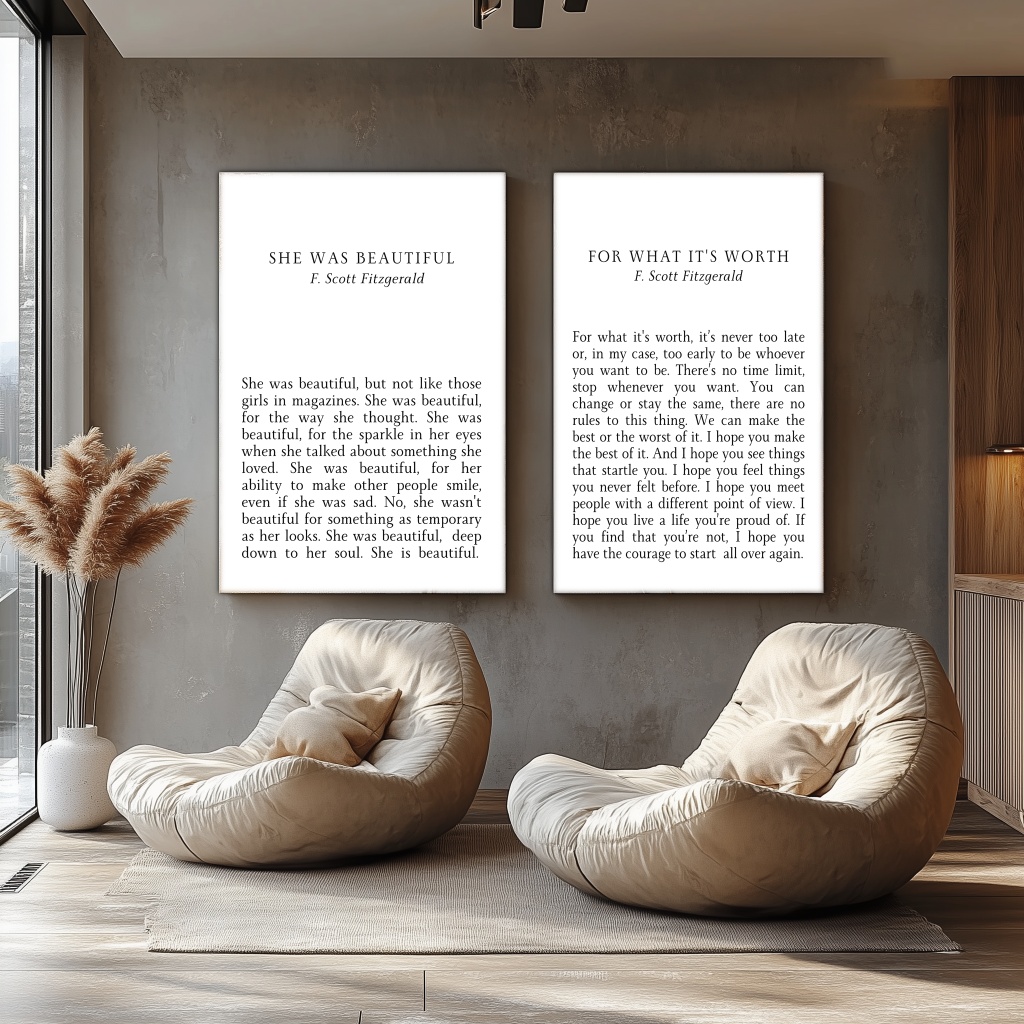 SHE WAS BEAUTIFUL
F. Scott Fitzgerald
She was beautiful, but not like those
girls in magazines. She was beautiful,
for the way she thought. She was
beautiful, for the sparkle in her eyes
when she talked about something she
loved. She was beautiful, for her
ability to make other people smile,
even if she was sad. No, she wasn't
beautiful for something as temporary
as her looks. She was beautiful, deep
down to her soul. She is beautiful.
FOR WHAT IT'S WORTH
F. Scott Fitzgerald
For what it's worth, it's never too late
or, in my case, too early to be whoever
you want to be. There's no time limit,
stop whenever you want. You can
change or stay the same, there are no
rules to this thing. We can make the
best or the worst of it. I hope you make
the best of it. And I hope you see things
that startle you. I hope you feel things
you never felt before. I hope you meet
people with a different point of view. I
hope you live a life you're proud of. If
you find that you're not, I hope you
have the courage to start all over again.